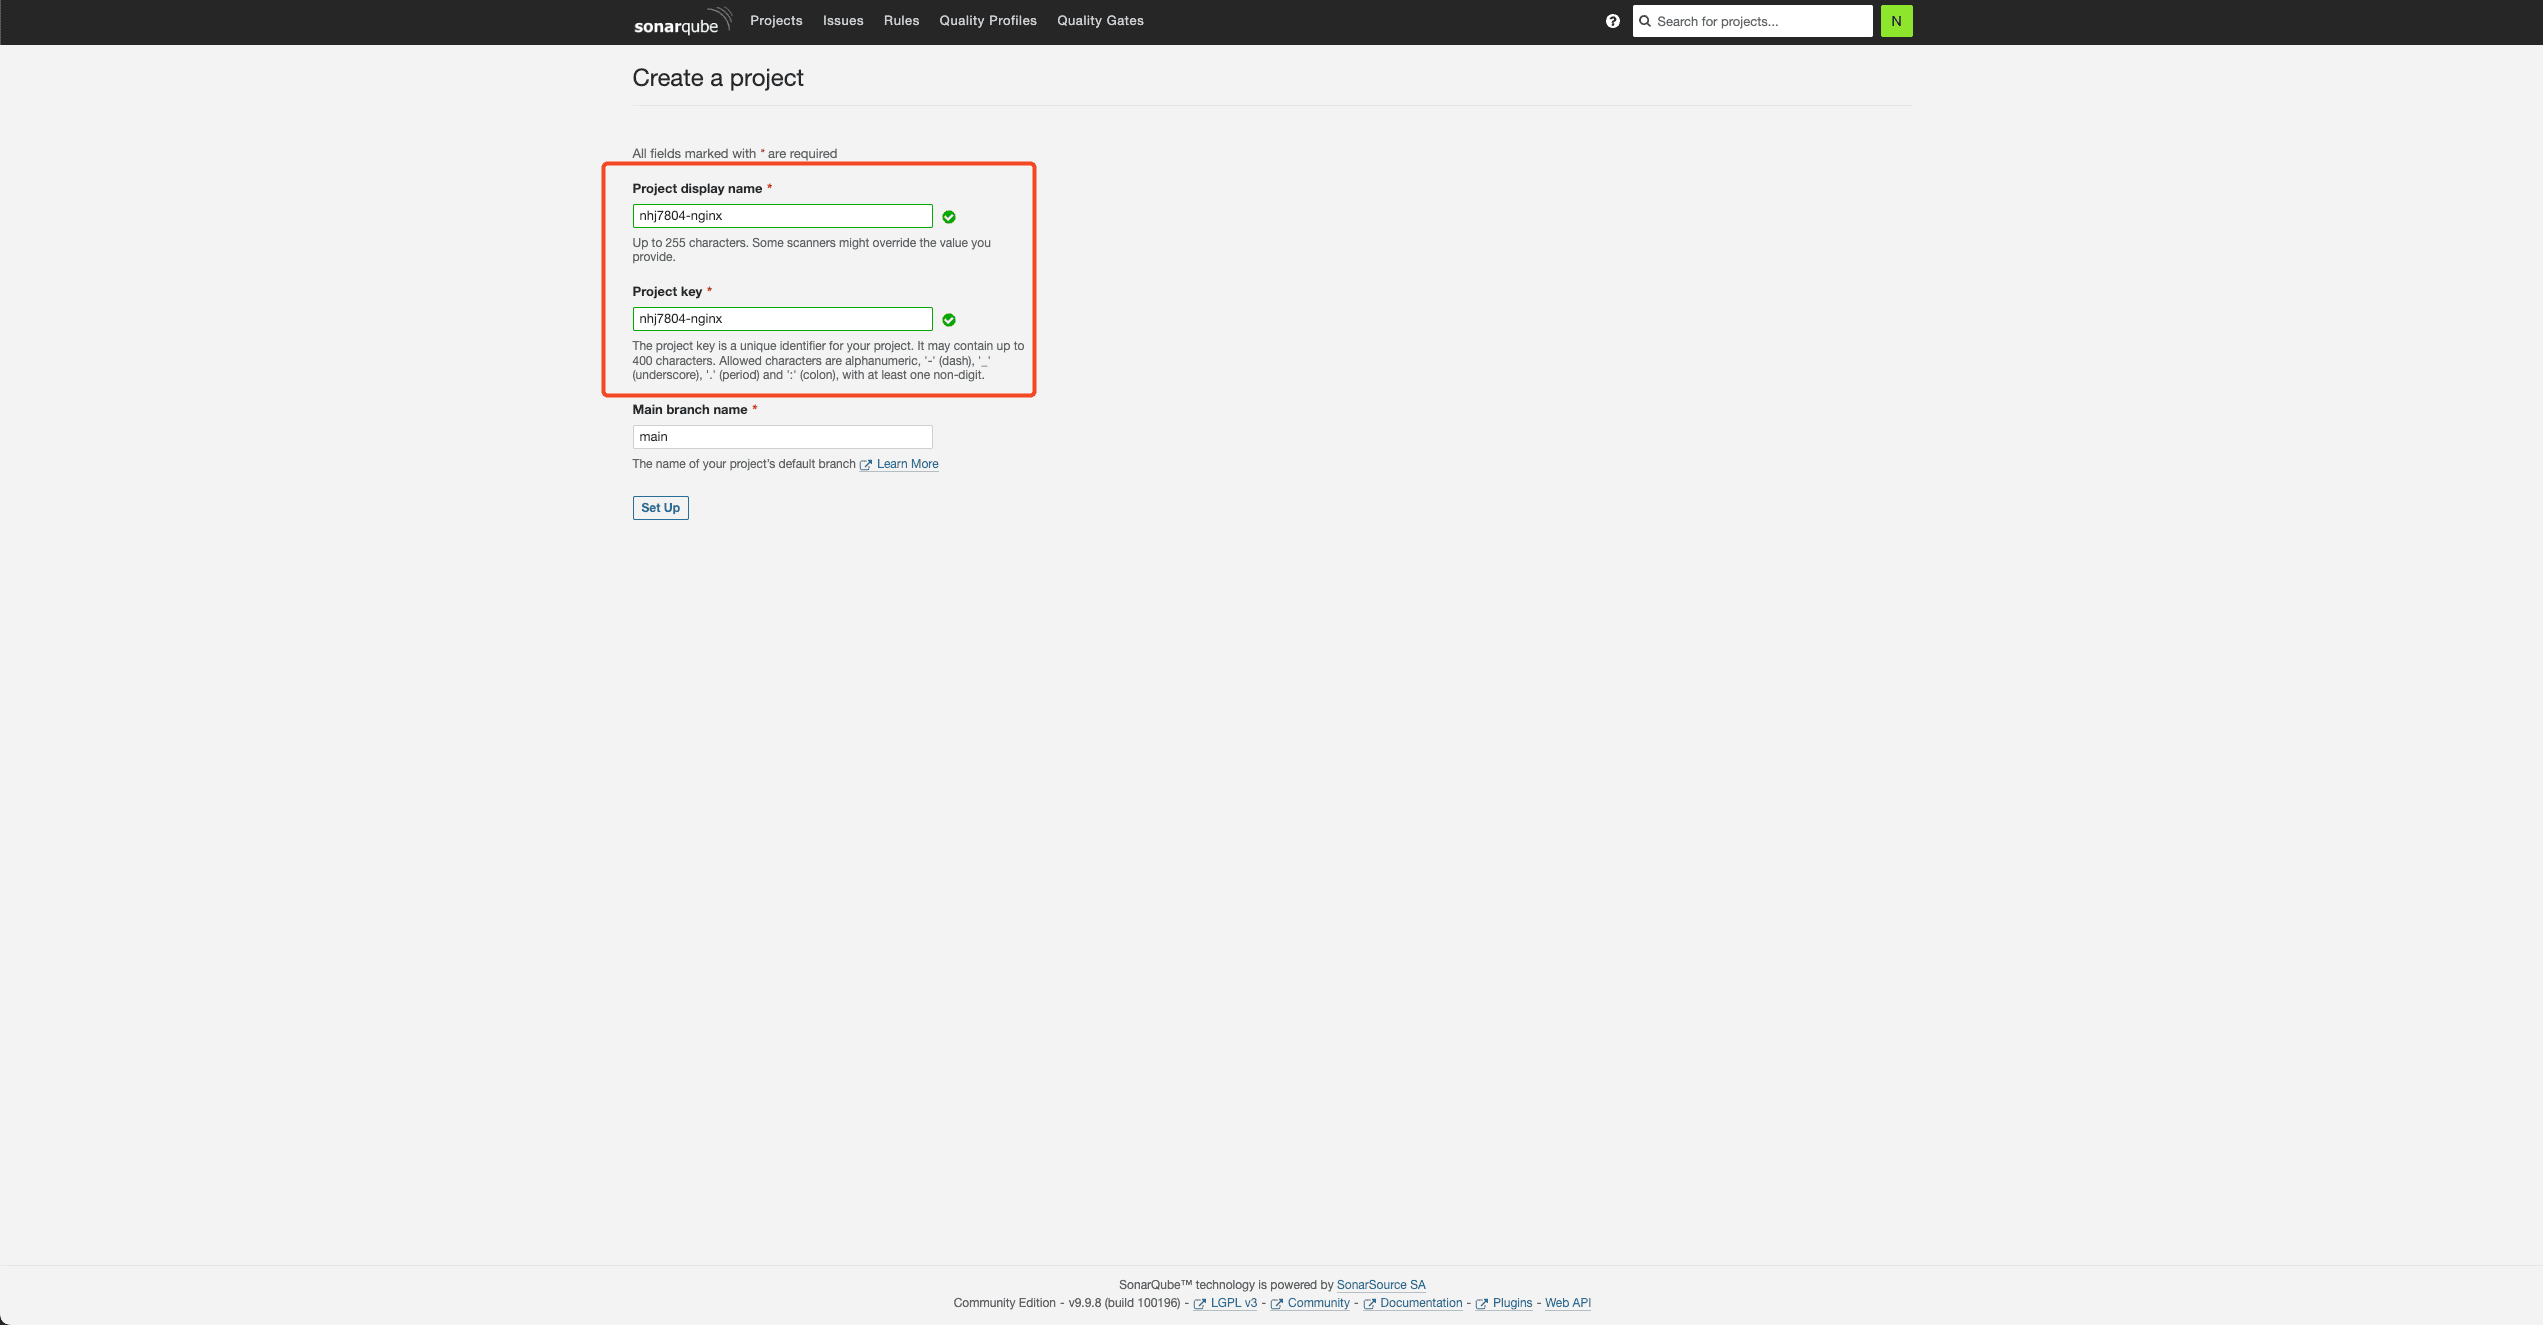 sonarqube Projects Issues Rules Quality Profiles Quality Gates ? Search for projects... N
Create a project
All fields marked with * are required
Project display name *
nhj7804-nginx
Up to 255 characters. Some scanners might override the value you
provide.
Project key *
nhj7804-nginx
The project key is a unique identifier for your project. It may contain up to
400 characters. Allowed characters are alphanumeric, '-' (dash), '_'
(underscore), '.' (period) and ':' (colon), with at least one non-digit.
Main branch name *
main
The name of your project's default branch Learn More
Set Up
SonarQube™ technology is powered by SonarSource SA
Community Edition - v9.9.8 (build 100196) - LGPL v3 - Community - Documentation - Plugins - Web API